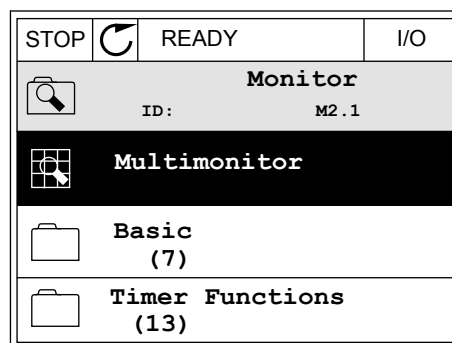 STOP READY I/O
Monitor
ID: M2.1
Multimonitor
Basic
(7)
Timer Functions
(13)